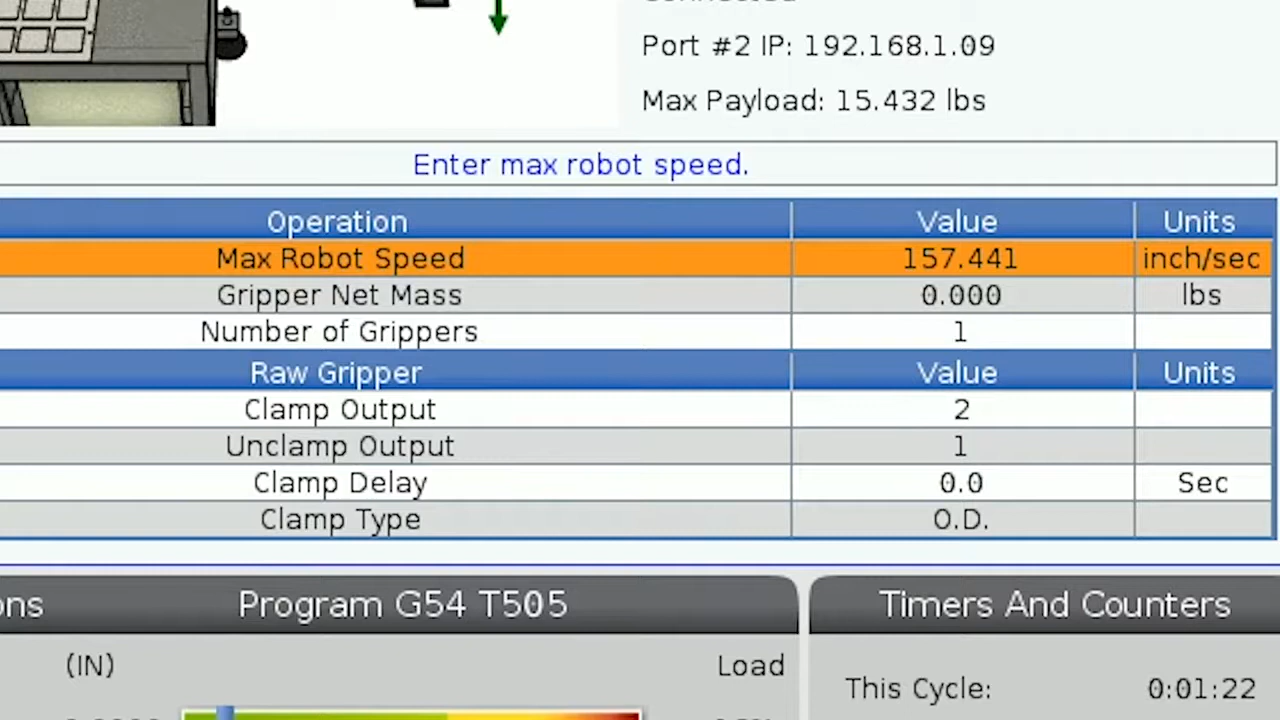 Connected
Port #2 IP: 192.168.1.09
Max Payload: 15.432 lbs
Enter max robot speed.
Operation Value Units
Max Robot Speed 157.441 inch/sec
Gripper Net Mass 0.000 lbs
Number of Grippers 1
Raw Gripper Value Units
Clamp Output 2
Unclamp Output 1
Clamp Delay 0.0 Sec
Clamp Type O.D.
ons Program G54 T505 Timers And Counters
(IN) Load
This Cycle: 0:01:22